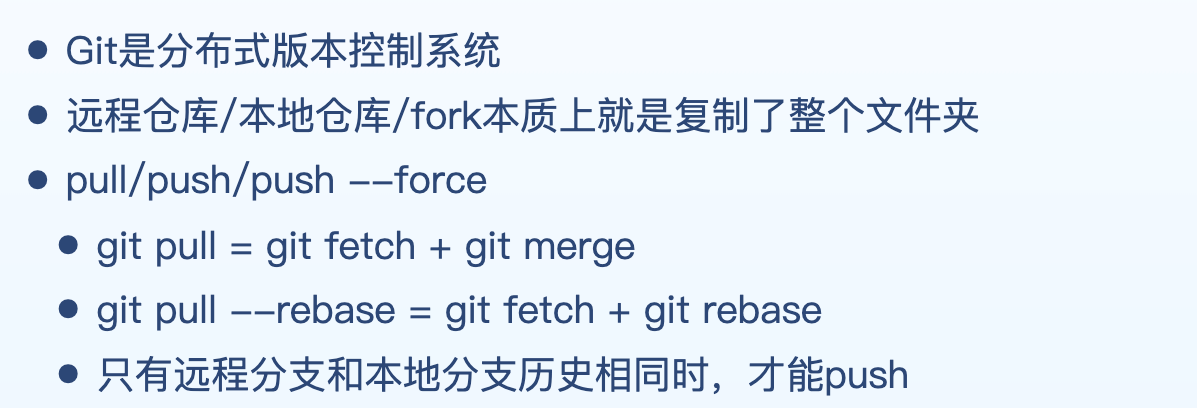 Git是分布式版本控制系统
远程仓库/本地仓库/fork本质上就是复制了整个文件夹
pull/push/push --force
git pull = git fetch + git merge
git pull --rebase = git fetch + git rebase
只有远程分支和本地分支历史相同时，才能push